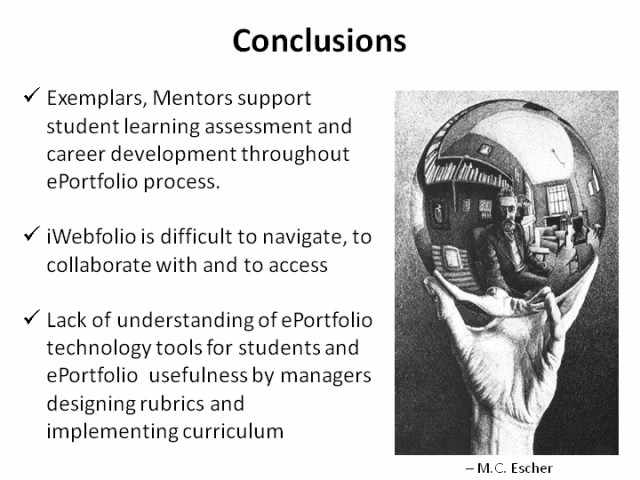 Conclusions
✓ Exemplars, Mentors support
student learning assessment and
career development throughout
ePortfolio process.
✓ iWebfolio is difficult to navigate, to
collaborate with and to access
✓ Lack of understanding of ePortfolio
technology tools for students and
ePortfolio  usefulness by managers
designing rubrics and
implementing curriculum
– M.C. Escher